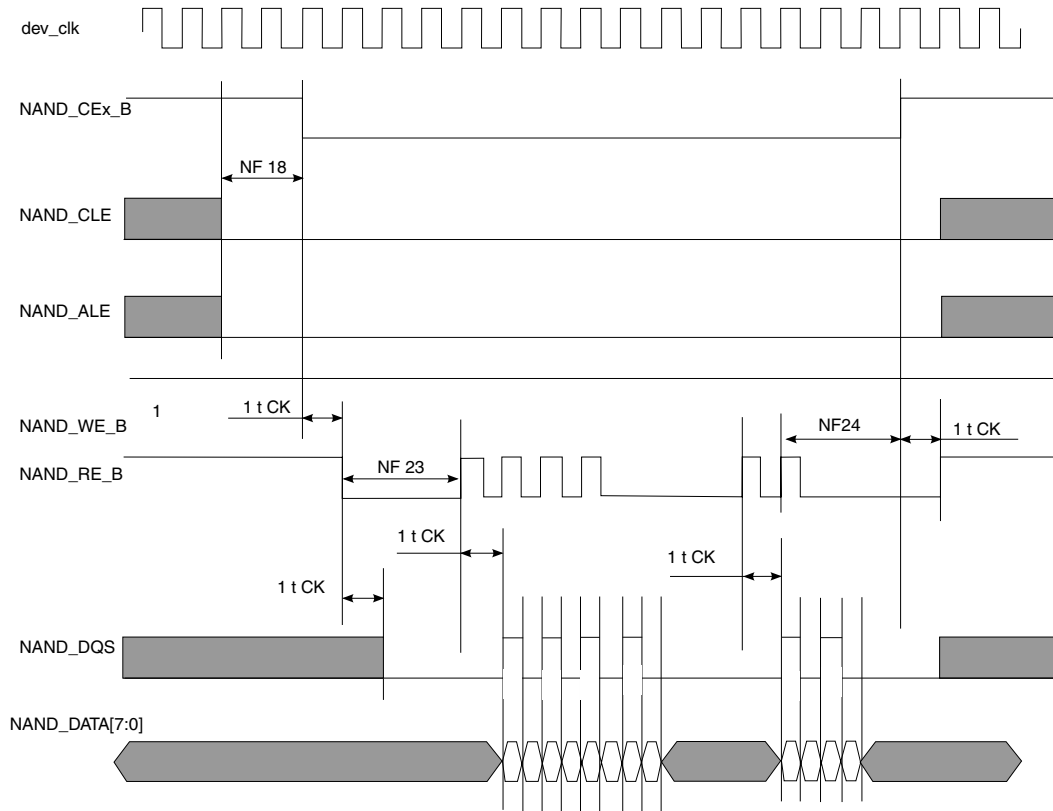 dev_clk
NAND_CEx_B
NF 18
NAND_CLE
NAND_ALE
1
1 t CK
NAND_WE_B
NF24
1 t CK
NF 23
NAND_RE_B
1 t CK
1 t CK
1 t CK
NAND_DQS
NAND_DATA[7:0]